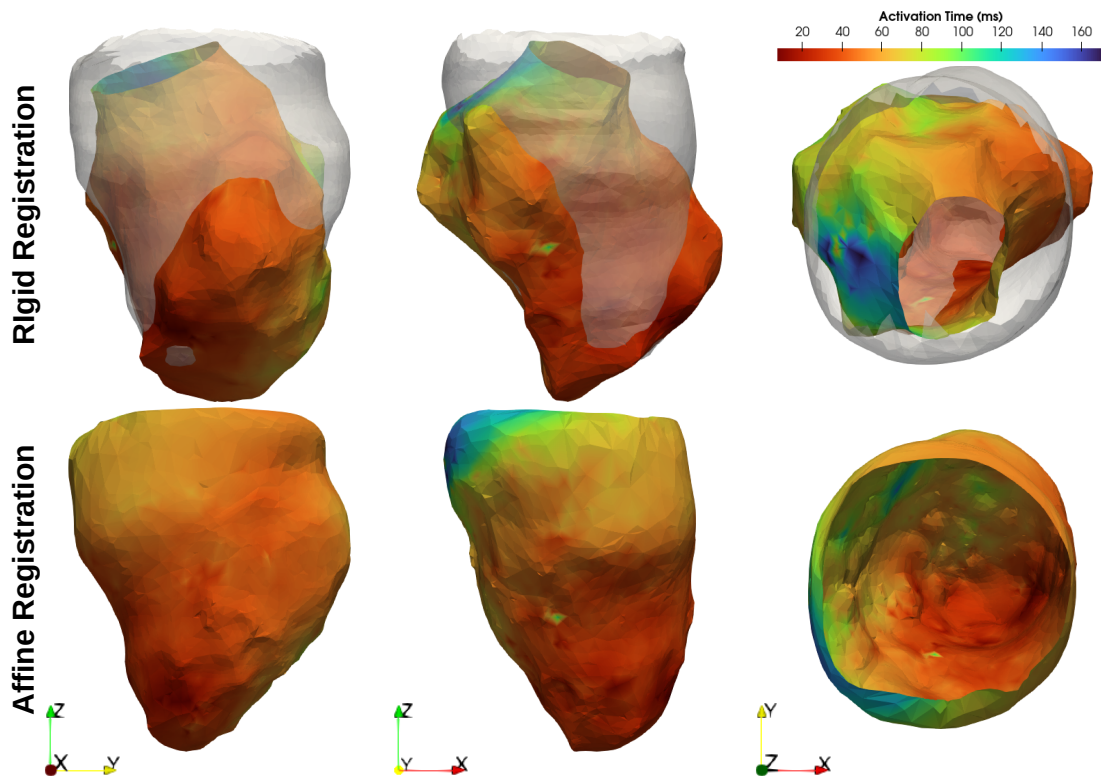 Activation Time (ms)
20 40 60 80 100 120 140 160
RIgid Registration
Affine Registration
Z
X
Y
Z
Y
X
Y
Z
X